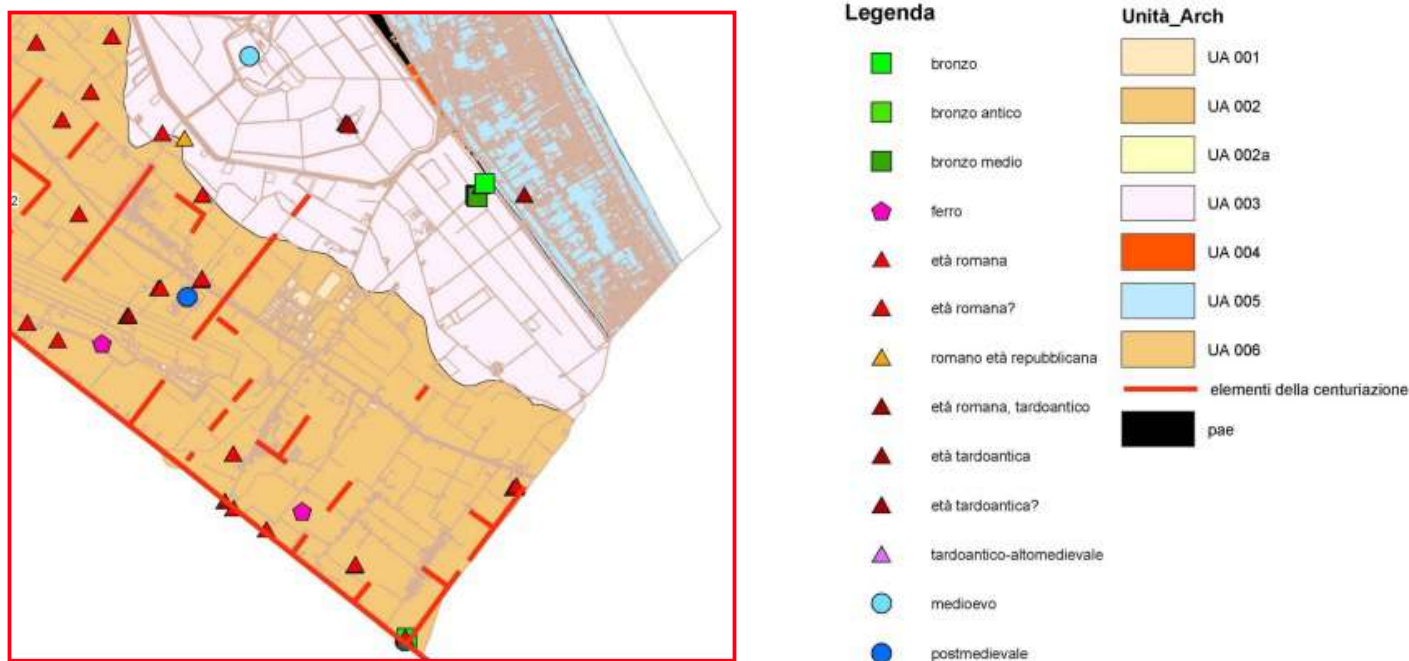 2
Legenda
bronzo
bronzo antico
bronzo medio
ferro
età romana
età romana?
romano età repubblicana
età romana, tardoantico
età tardoantica
età tardoantica?
tardoantico-altomedievale
medioevo
postmedievale
Unità_Arch
UA 001
UA 002
UA 002a
UA 003
UA 004
UA 005
UA 006
elementi della centuriazione
pae